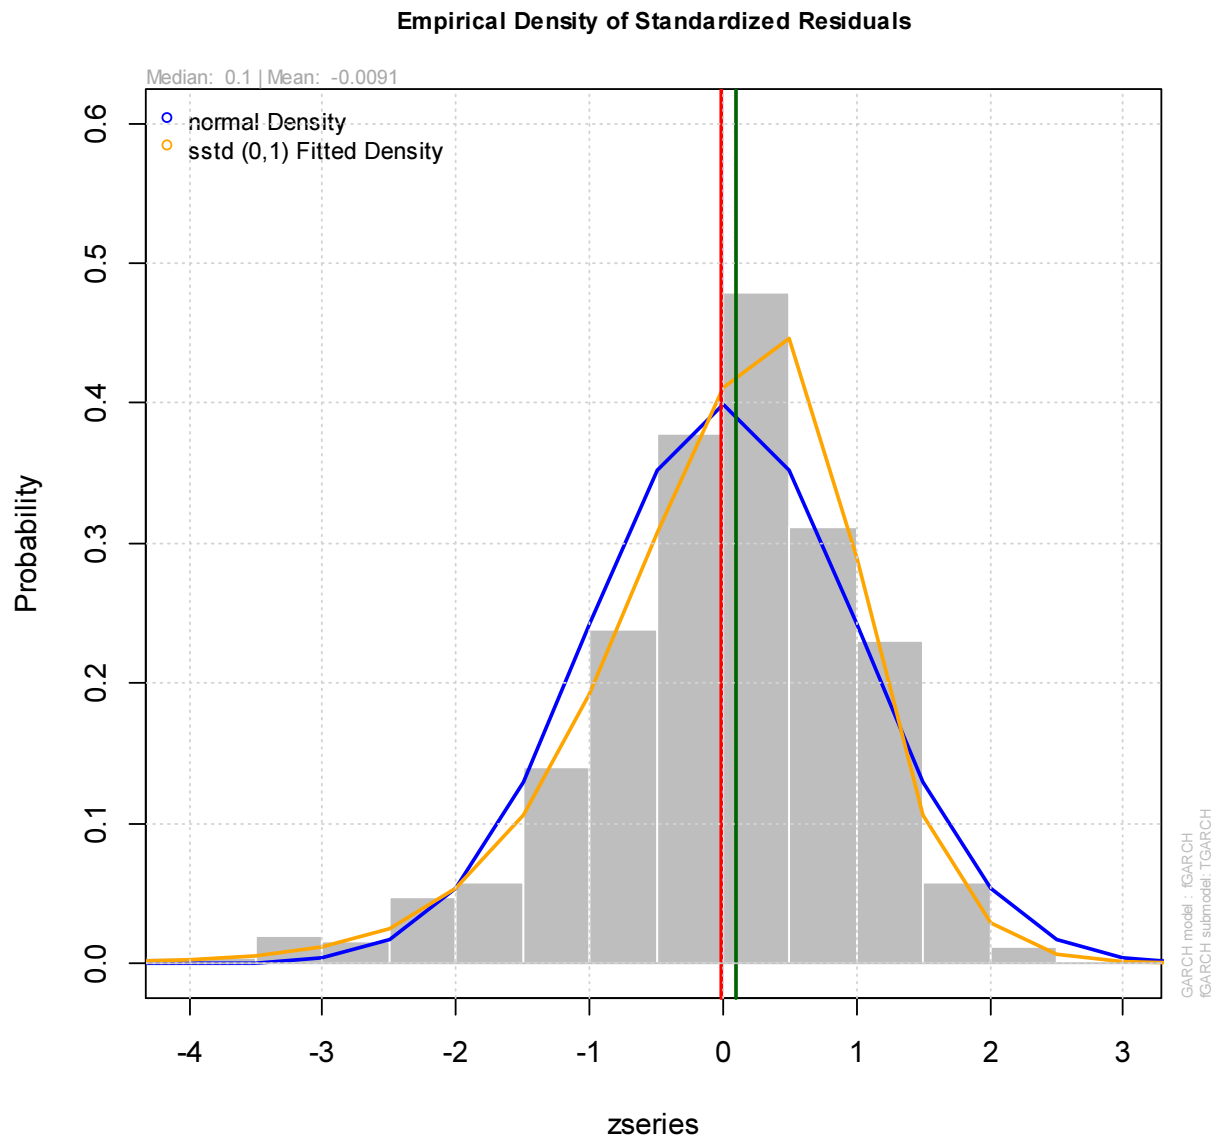 Empirical Density of Standardized Residuals
Median:  0.1 | Mean:  -0.0091
normal Density
sstd (0,1) Fitted Density
0.6
0.5
0.4
0.3
0.2
0.1
0.0
Probability
-4 -3 -2 -1 0 1 2 3
zseries
GARCH model : fGARCH
fGARCH submodel: TGARCH